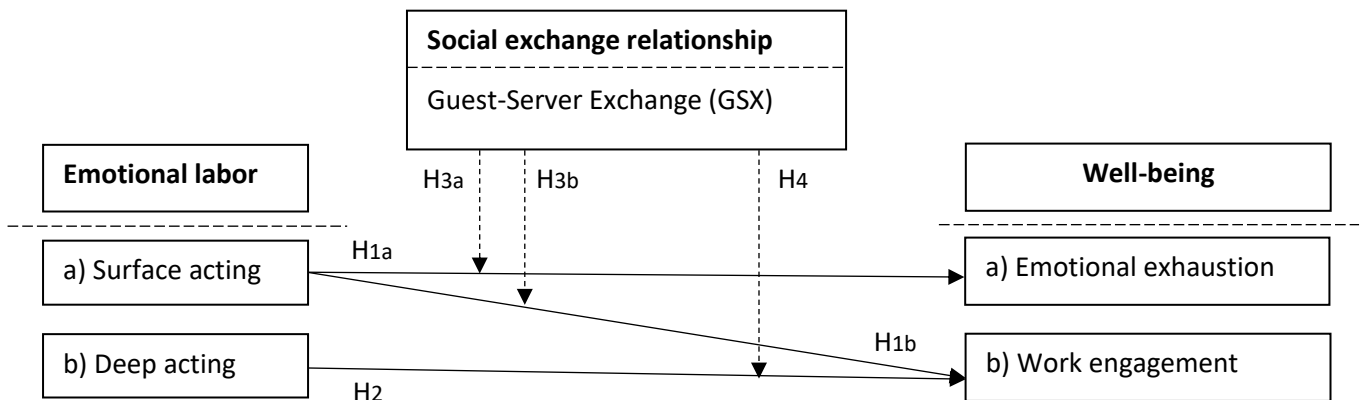 Social exchange relationship
Guest-Server Exchange (GSX)
Emotional labor
H3a
H3b
H4
Well-being
a) Surface acting
H1a
a) Emotional exhaustion
b) Deep acting
H1b
b) Work engagement
H2